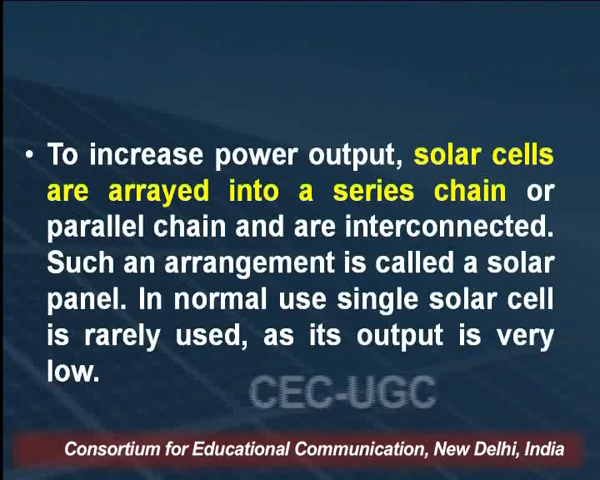 • To increase power output, solar cells
are arrayed into a series chain or
parallel chain and are interconnected.
Such an arrangement is called a solar
panel. In normal use single solar cell
is rarely used, as its output is very
low.
CEC-UGC
Consortium for Educational Communication, New Delhi, India